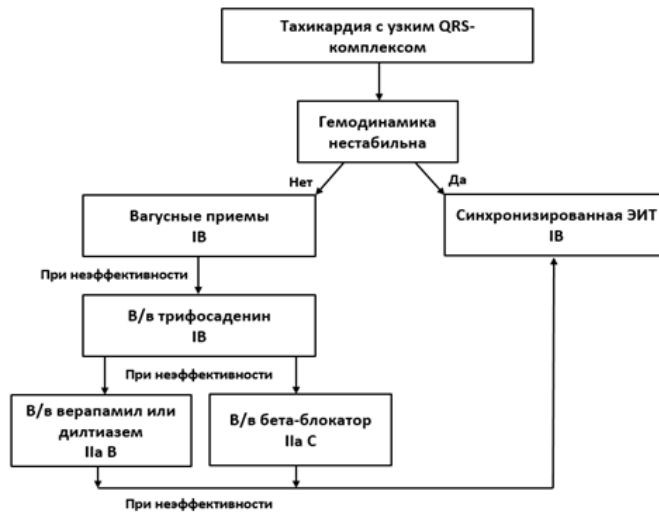 Тахикардия с узким QRS-
комплексом
Гемодинамика
нестабильна
Нет
Да
Вагусные приемы
IB
Синхронизированная ЭИТ
IB
При неэффективности
В/в трифосаденин
IB
При неэффективности
В/в верапамил или
дилтиазем
IIa B
В/в бета-блокатор
IIa C
При неэффективности